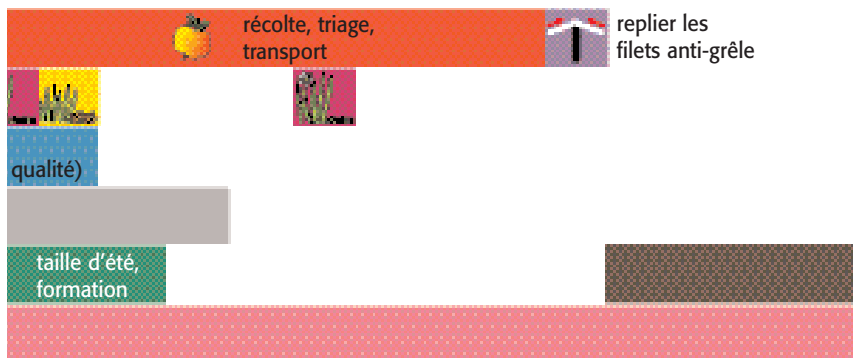 récolte, triage,
transport
replier les
filets anti-grêle
qualité)
taille d'été,
formation